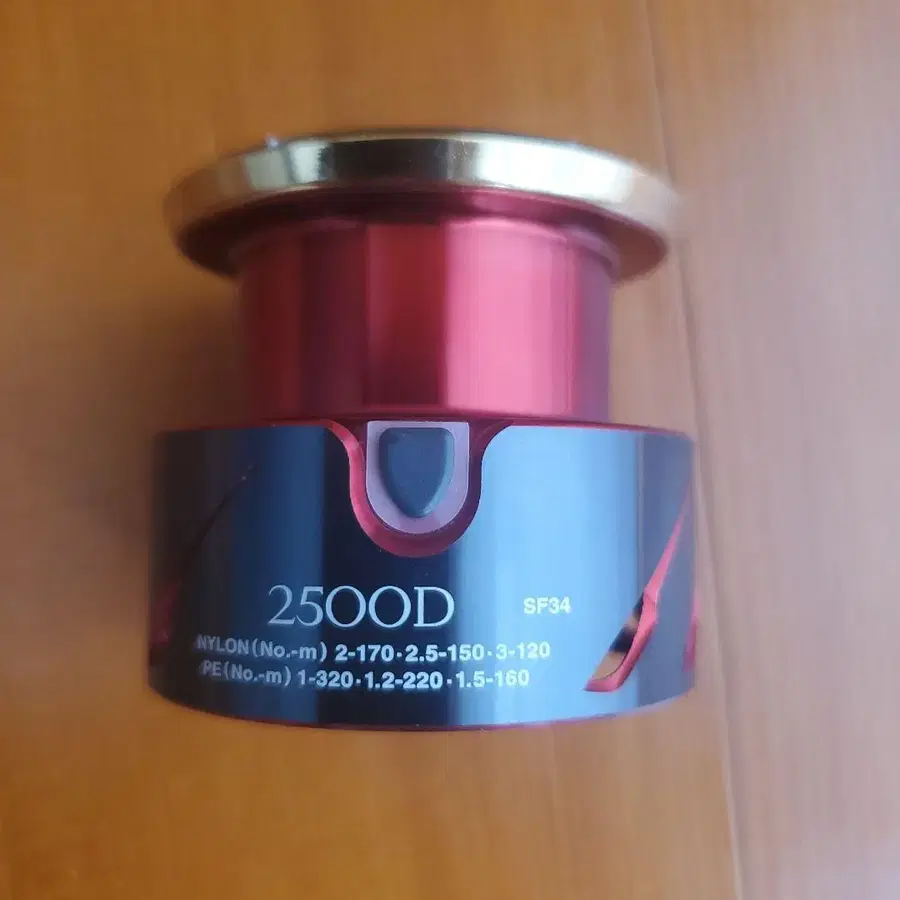 2500D SF34
NYLON(No.-m) 2-170·2.5-150·3-120
PE(No.-m) 1-320·1.2-220·1.5-160